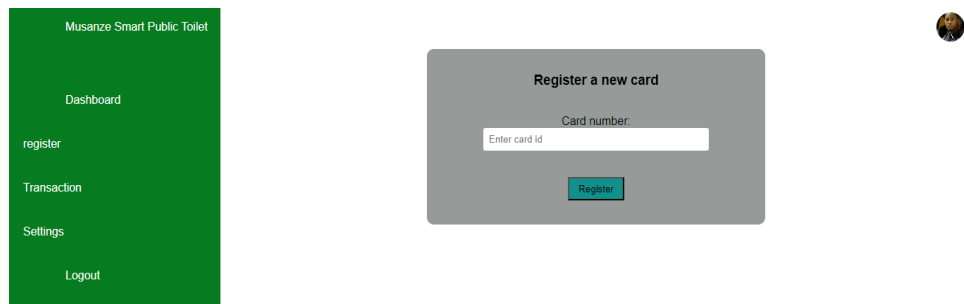 Musanze Smart Public Toilet
Dashboard
register
Transaction
Settings
Logout
Register a new card
Card number:
Enter card id
Register